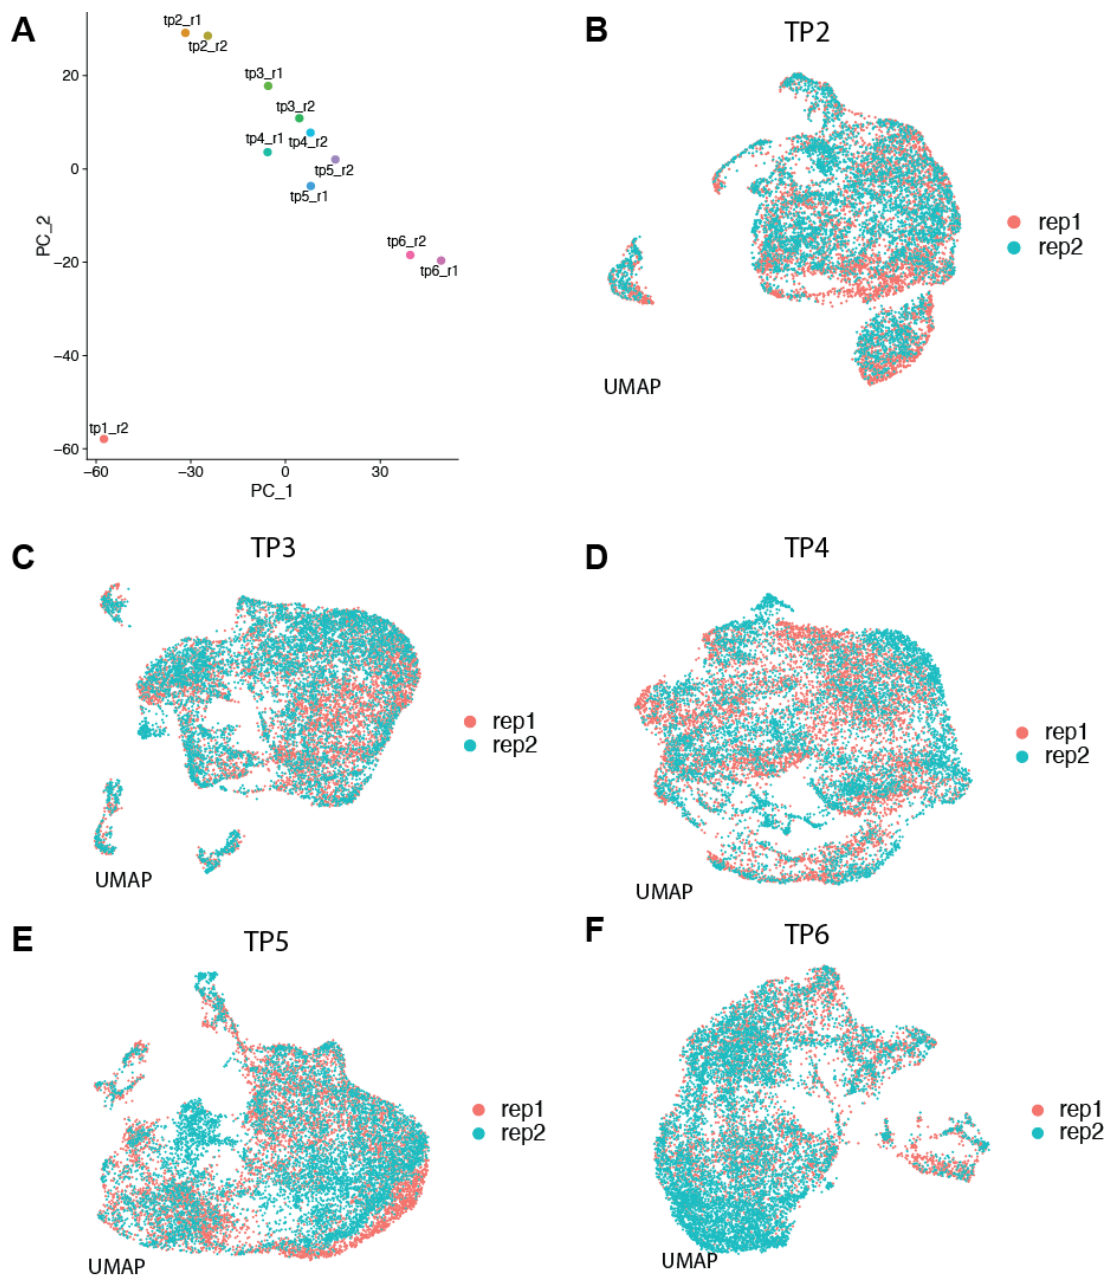 A
tp2_r1
tp2_r2
tp3_r1
tp3_r2
tp4_r1
tp4_r2
tp5_r2
tp5_r1
tp6_r2
tp6_r1
tp1_r2
20
0
−20
−40
−60
PC_2
−60
−30
0
30
PC_1
B
TP2
rep1
rep2
UMAP
C
TP3
rep1
rep2
UMAP
D
TP4
rep1
rep2
UMAP
E
TP5
rep1
rep2
UMAP
F
TP6
rep1
rep2
UMAP